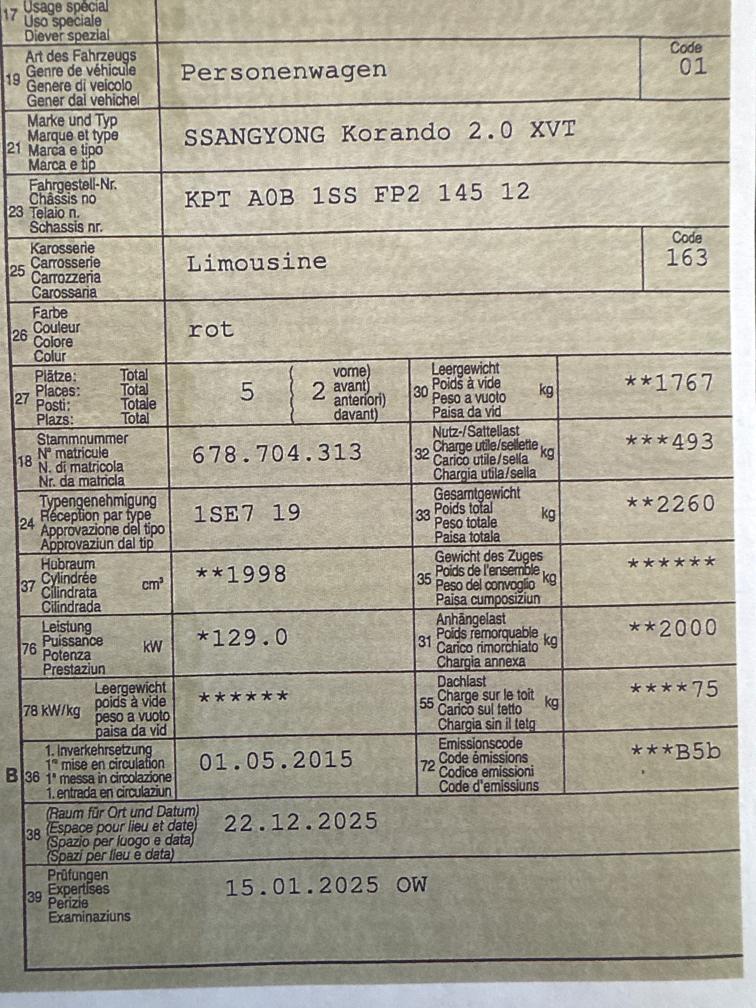 17 Usage spécial
Uso speciale
Diever spezial
19 Art des Fahrzeugs
Genre de véhicule
Genere di veicolo
Gener dal vehichel
Personenwagen
Code
01
21 Marke und Typ
Marque et type
Marca e tipo
Marca e tip
SSANGYONG Korando 2.0 XVT
23 Fahrgestell-Nr.
Châssis no
Telaio n.
Schassis nr.
KPT A0B 1SS FP2 145 12
25 Karosserie
Carrosserie
Carrozzeria
Carossaria
Limousine
Code
163
26 Farbe
Couleur
Colore
Colur
rot
27 Plätze: Total
Places: Total
Posti: Totale
Plazs: Total
5
2 vorne)
avant)
anteriori)
davant)
30 Leergewicht
Poids à vide
Peso a vuoto
Paisa da vid
kg
**1767
18 Stammnummer
N° matricule
N. di matricola
Nr. da matricla
678.704.313
32 Nutz-/Sattellast
Charge utile/sellette
Carico utile/sella
Chargia utila/sella
kg
***493
24 Typengenehmigung
Réception par type
Approvazione del tipo
Approvaziun dal tip
1SE7 19
33 Gesamtgewicht
Poids total
Peso totale
Paisa totala
kg
**2260
37 Hubraum
Cylindrée
Cilindrata
Cilindrada
cm³
**1998
35 Gewicht des Zuges
Poids de l'ensemble
Peso del convoglio
Paisa cumposiziun
kg
******
76 Leistung
Puissance
Potenza
Prestaziun
kW
*129.0
31 Anhängelast
Poids remorquable
Carico rimorchiato
Chargia annexa
kg
**2000
78 kW/kg
Leergewicht
poids à vide
peso a vuoto
paisa da vid
******
55 Dachlast
Charge sur le toit
Carico sul tetto
Chargia sin il tetg
kg
****75
B 36 1. Inverkehrsetzung
1re mise en circulation
1a messa in circolazione
1. entrada en circulaziun
01.05.2015
72 Emissionscode
Code émissions
Codice emissioni
Code d'emissiuns
***B5b
38 (Raum für Ort und Datum)
(Espace pour lieu et date)
(Spazio per luogo e data)
(Spazi per lieu e data)
22.12.2025
39 Prüfungen
Expertises
Perizie
Examinaziuns
15.01.2025 OW